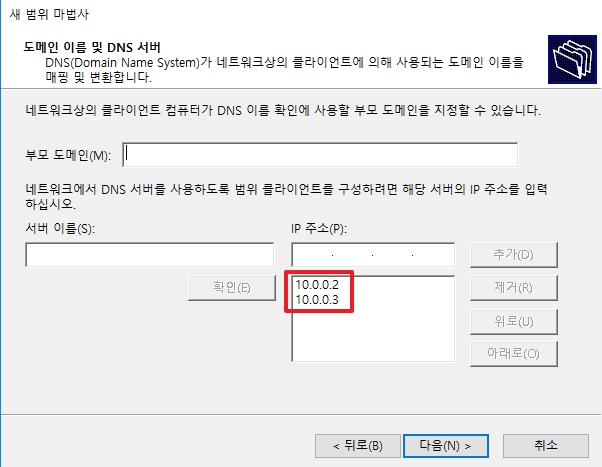 새 범위 마법사
도메인 이름 및 DNS 서버
DNS(Domain Name System)가 네트워크상의 클라이언트에 의해 사용되는 도메인 이름을
매핑 및 변환합니다.
네트워크상의 클라이언트 컴퓨터가 DNS 이름 확인에 사용할 부모 도메인을 지정할 수 있습니다.
부모 도메인(M):
네트워크에서 DNS 서버를 사용하도록 범위 클라이언트를 구성하려면 해당 서버의 IP 주소를 입력
하십시오.
서버 이름(S): IP 주소(P):
. . . 추가(D)
확인(E) 10.0.0.2 제거(R)
10.0.0.3
위로(U)
아래로(O)
< 뒤로(B) 다음(N) > 취소